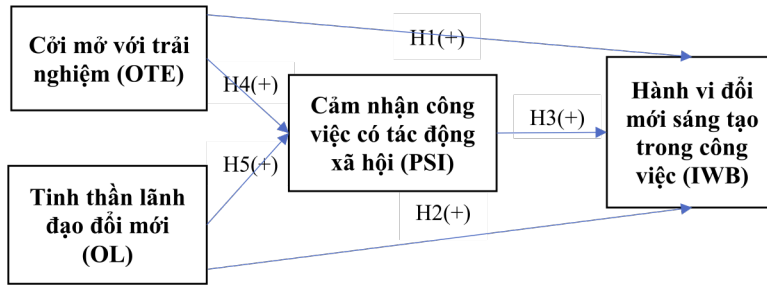 Cởi mở với trải
nghiệm (OTE)
H1(+)
H4(+)
Cảm nhận công
việc có tác động
xã hội (PSI)
H3(+)
Hành vi đổi
mới sáng tạo
trong công
việc (IWB)
H5(+)
Tinh thần lãnh
đạo đổi mới
(OL)
H2(+)